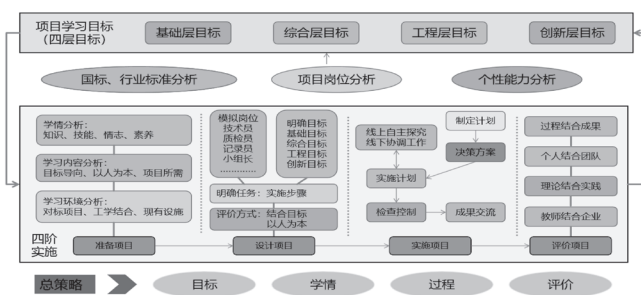 项目学习目标
(四层目标)
基础层目标
综合层目标
工程层目标
创新层目标
国标、行业标准分析
项目岗位分析
个性能力分析
学情分析:
知识、技能、情志、素养
学习内容分析:
目标导向、以人为本、项目所需
学习环境分析:
对标项目、工学结合、现有设施
准备项目
模拟岗位
技术员
质检员
记录员
小组长
…………
明确目标
基础目标
综合目标
工程目标
创新目标
明确任务:实施步骤
评价方式:结合目标
以人为本
设计项目
线上自主探究
线下协调工作
制定计划
决策方案
实施计划
检查控制
成果交流
实施项目
过程结合成果
个人结合团队
理论结合实践
教师结合企业
评价项目
四阶
实施
总策略
目标
学情
过程
评价